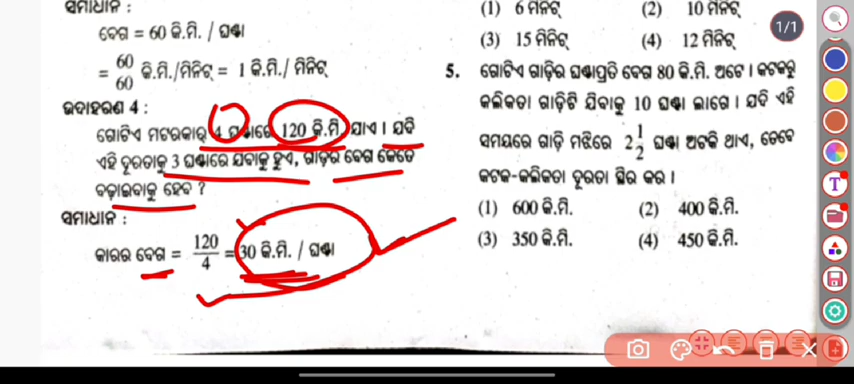 ସମାଧାନ :
ବେଗ = 60 କି.ମି. / ଘଣ୍ଟା
= 60/60 କି.ମି./ମିନିଟ୍ = 1 କି.ମି./ ମିନିଟ୍
ଉଦାହରଣ 4 :
ଗୋଟିଏ ମଟରକାର୍ 4 ଘଣ୍ଟାରେ 120 କି.ମି. ଯାଏ । ଯଦି
ଏହି ଦୂରତାକୁ 3 ଘଣ୍ଟାରେ ଯିବାକୁ ହୁଏ, ଗାଡ଼ିର ବେଗ କେତେ
ବଢ଼ାଇବାକୁ ହେବ ?
ସମାଧାନ :
କାରର ବେଗ = 120/4 = 30 କି.ମି. / ଘଣ୍ଟା
(1) 6 ମିନିଟ୍ (2) 10 ମିନିଟ୍
(3) 15 ମିନିଟ୍ (4) 12 ମିନିଟ୍
5. ଗୋଟିଏ ଗାଡ଼ିର ଘଣ୍ଟାପ୍ରତି ବେଗ 80 କି.ମି. ଅଟେ । କଟକରୁ
କଲିକତା ଗାଡ଼ିଟି ଯିବାକୁ 10 ଘଣ୍ଟା ଲାଗେ । ଯଦି ଏହି
ସମୟରେ ଗାଡ଼ି ମଝିରେ 2 1/2 ଘଣ୍ଟା ଅଟକି ଥାଏ, ତେବେ
କଟକ-କଲିକତା ଦୂରତା ସ୍ଥିର କର ।
(1) 600 କି.ମି. (2) 400 କି.ମି.
(3) 350 କି.ମି. (4) 450 କି.ମି.
1/1
T